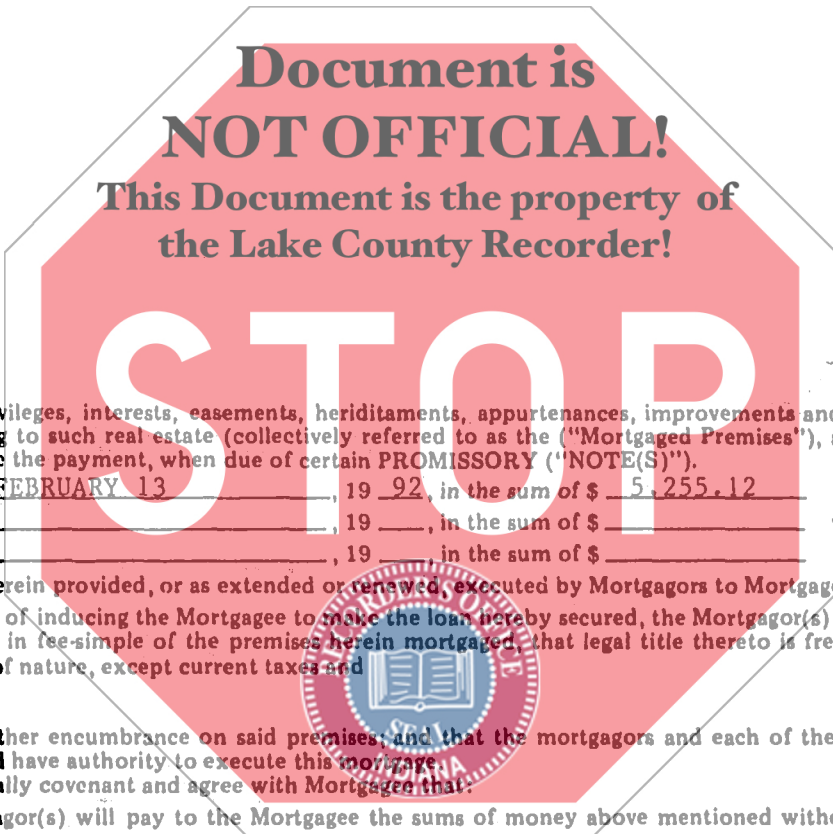 Document is
NOT OFFICIAL!
This Document is the property of
the Lake County Recorder!
STOP
vileges, interests, easements, heriditaments, appurtenances, improvements and
g to such real estate (collectively referred to as the ("Mortgaged Premises"),
the payment, when due of certain PROMISSORY ("NOTE(S)").
FEBRUARY 13, 19 92, in the sum of $ 5,255.12
, 19 , in the sum of $
, 19 , in the sum of $
erein provided, or as extended or renewed, executed by Mortgagors to Mortgag
of inducing the Mortgagee to make the loan hereby secured, the Mortgagor(s)
in fee-simple of the premises herein mortgaged, that legal title thereto is fre
of nature, except current taxes and
RECORDER'S OFFICE
SEAL
INDIANA
ther encumbrance on said premises; and that the mortgagors and each of the
have authority to execute this mortgage.
ally covenant and agree with Mortgagee that:
gor(s) will pay to the Mortgagee the sums of money above mentioned with